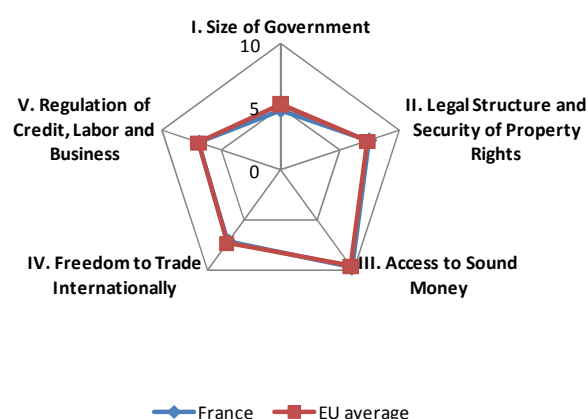 I. Size of Government
10
V. Regulation of
Credit, Labor and
Business
5
II. Legal Structure and
Security of Property
Rights
0
IV. Freedom to Trade
Internationally
III. Access to Sound
Money
France
EU average